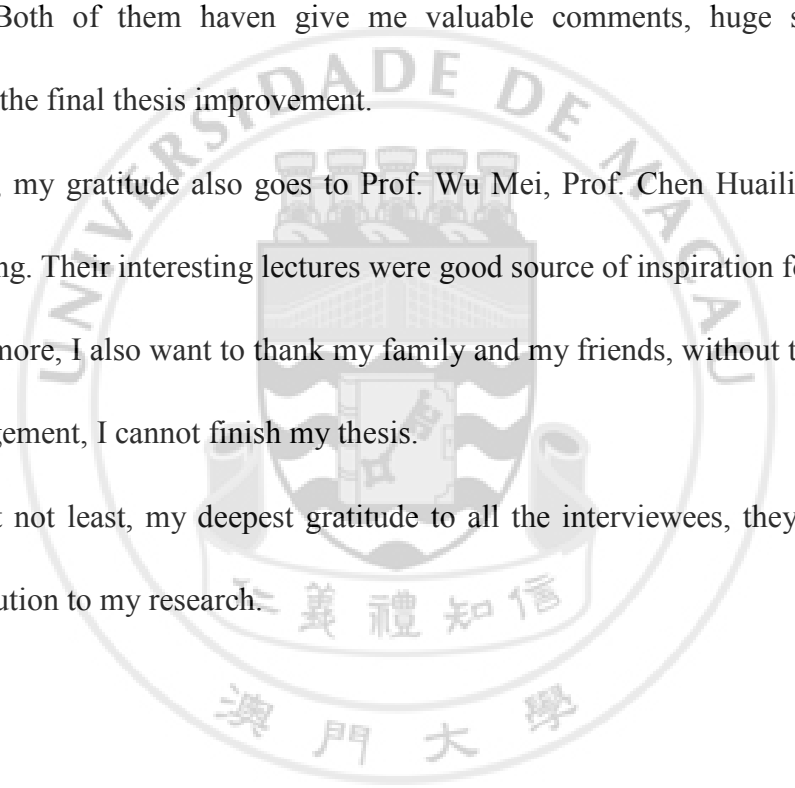 Both of them haven give me valuable comments, huge s
the final thesis improvement.
my gratitude also goes to Prof. Wu Mei, Prof. Chen Huaili
ng. Their interesting lectures were good source of inspiration fo
more, I also want to thank my family and my friends, without t
gement, I cannot finish my thesis.
t not least, my deepest gratitude to all the interviewees, they
ution to my research.
UNIVERSIDADE DE MACAU
仁義禮知信
澳門大學